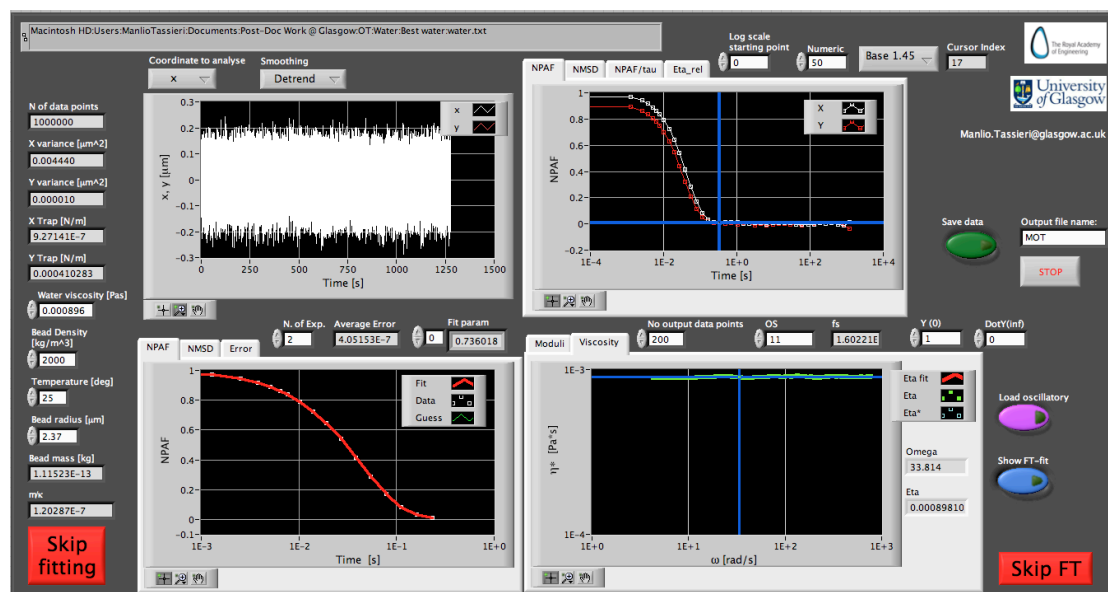 Macintosh HD:Users:ManlioTassieri:Documents:Post-Doc Work @ Glasgow:OT:Water:Best water:water.txt
Coordinate to analyse
x
Smoothing
Detrend
Log scale
starting point
0
Numeric
50
Base 1.45
Cursor Index
17
The Royal Academy
of Engineering
University
of Glasgow
Manlio.Tassieri@glasgow.ac.uk
N of data points
1000000
X variance [µm^2]
0.004440
Y variance [µm^2]
0.000010
X Trap [N/m]
9.27141E-7
Y Trap [N/m]
0.000410283
Water viscosity [Pas]
0.000896
Bead Density
[kg/m^3]
2000
Temperature [deg]
25
Bead radius [µm]
2.37
Bead mass [kg]
1.11523E-13
m/κ
1.20287E-7
Skip
fitting
x, y [µm]
0.3
0.2
0.1
0
-0.1
-0.2
-0.3
0 250 500 750 1000 1250 1500
Time [s]
x
y
NPAF NMSD NPAF/tau Eta_rel
NPAF
1
0.8
0.6
0.4
0.2
0
-0.2
1E-4 1E-2 1E+0 1E+2 1E+4
Time [s]
X
Y
Save data
Output file name:
MOT
STOP
N. of Exp.
2
Average Error
4.05153E-7
0
Fit param
0.736018
No output data points
200
OS
11
fs
1.60221E
Y (0)
1
DotY(inf)
0
NPAF NMSD Error
NPAF
1
0.8
0.6
0.4
0.2
0
-0.1
1E-3 1E-2 1E-1 1E+0
Time [s]
Fit
Data
Guess
Moduli Viscosity
η* [Pa*s]
1E-3
1E-4
1E+0 1E+1 1E+2 1E+3
ω [rad/s]
Eta fit
Eta
Eta*
Omega
33.814
Eta
0.00089810
Load oscillatory
Show FT-fit
Skip FT